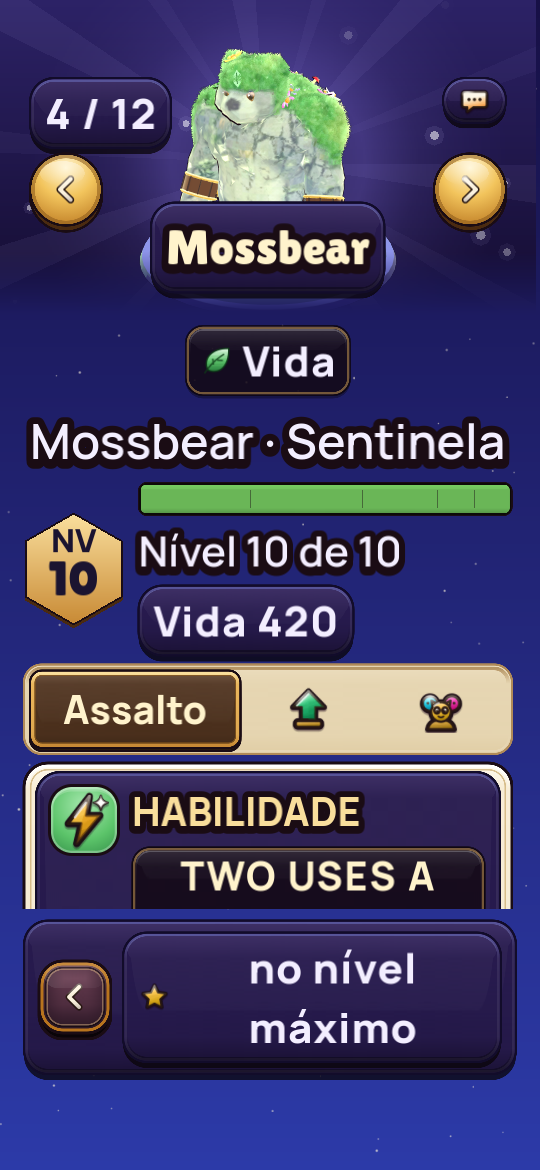 4 / 12
Mossbear
Vida
Mossbear · Sentinela
NV
10
Nível 10 de 10
Vida 420
Assalto
HABILIDADE
TWO USES A
no nível
máximo